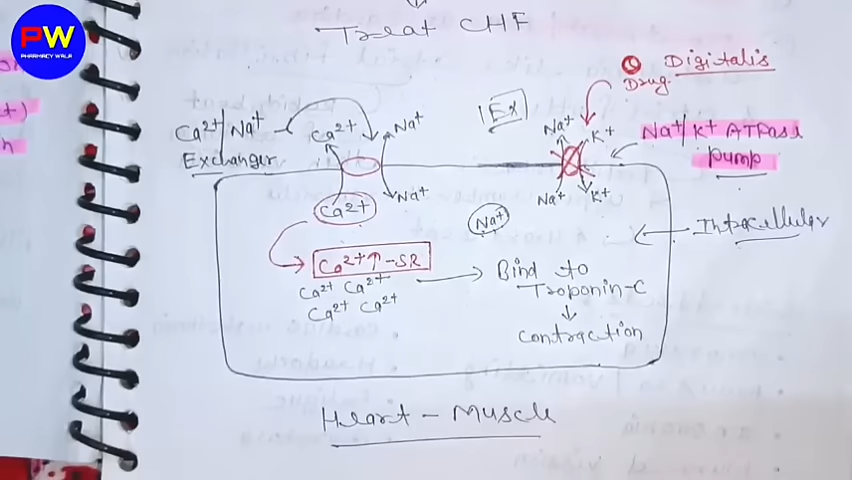 PW
PHARMACY WALA
Treat CHF
Digitalis
Drug
Ex
Ca2+ Na+
Exchanger
Ca2+
Na+
Na+
K+
Na+/K+ ATPase
pump
Ca2+
Na+
Na+
K+
Na+
Intracellular
Ca2+↑-SR
Ca2+ Ca2+
Ca2+ Ca2+
Bind to
Troponin-C
contraction
Heart - Muscle